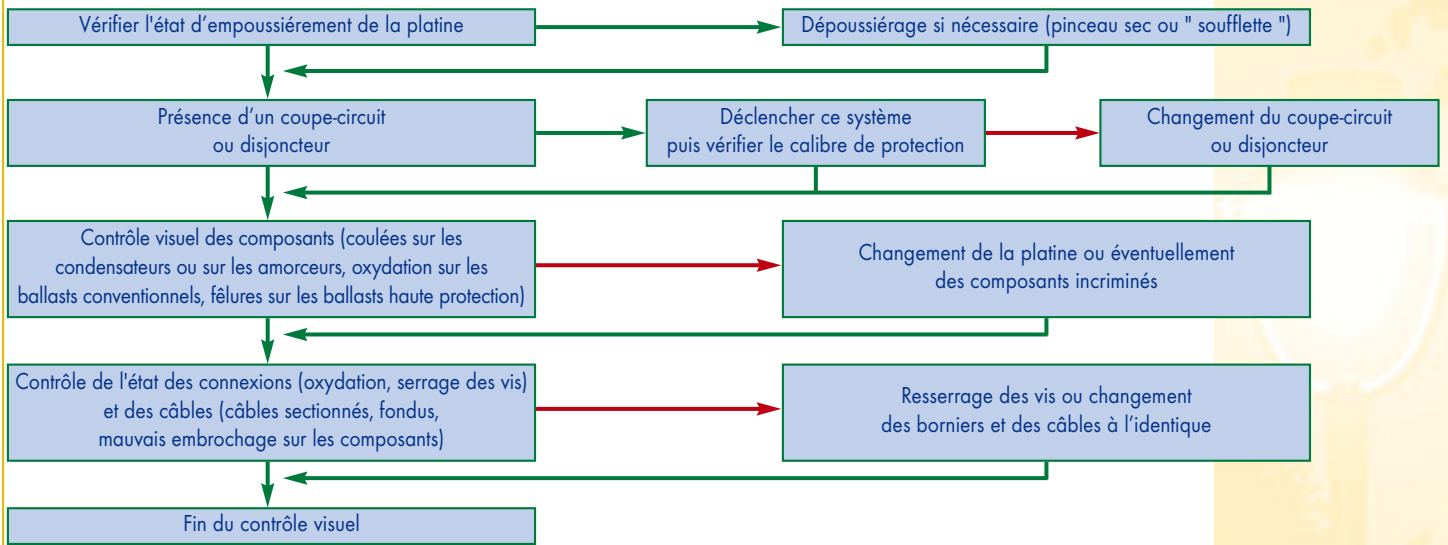 Vérifier l'état d'empoussiérement de la platine
Dépoussiérage si nécessaire (pinceau sec ou " soufflette ")
Présence d'un coupe-circuit
ou disjoncteur
Déclencher ce système
puis vérifier le calibre de protection
Changement du coupe-circuit
ou disjoncteur
Contrôle visuel des composants (coulées sur les
condensateurs ou sur les amorceurs, oxydation sur les
ballasts conventionnels, fêlures sur les ballasts haute protection)
Changement de la platine ou éventuellement
des composants incriminés
Contrôle de l'état des connexions (oxydation, serrage des vis)
et des câbles (câbles sectionnés, fondus,
mauvais embrochage sur les composants)
Resserrage des vis ou changement
des borniers et des câbles à l'identique
Fin du contrôle visuel